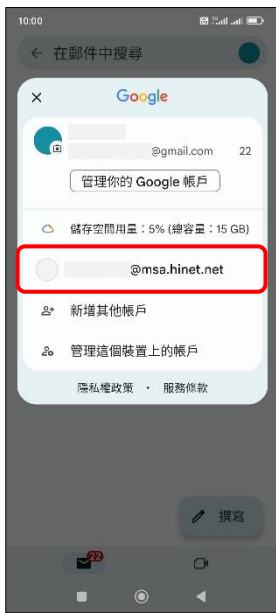 10:00
在郵件中搜尋
Google
@gmail.com 22
管理你的 Google 帳戶
儲存空間用量：5% (總容量：15 GB)
@msa.hinet.net
新增其他帳戶
管理這個裝置上的帳戶
隱私權政策 · 服務條款
撰寫
22